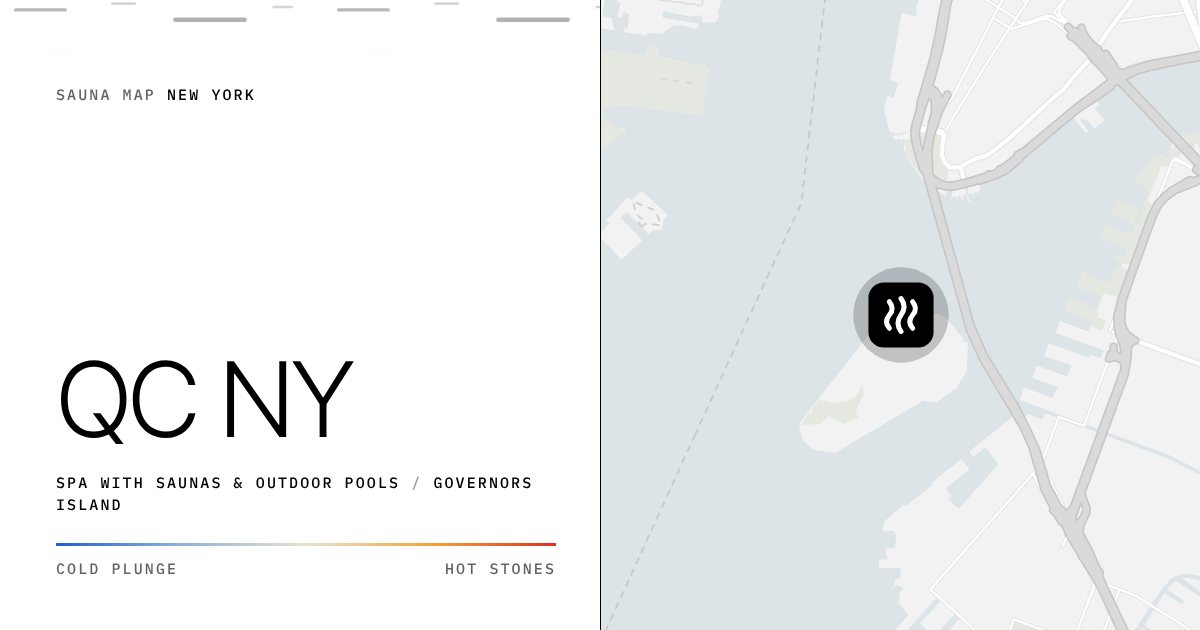 SAUNA MAP NEW YORK
QC NY
SPA WITH SAUNAS & OUTDOOR POOLS / GOVERNORS
ISLAND
COLD PLUNGE
HOT STONES